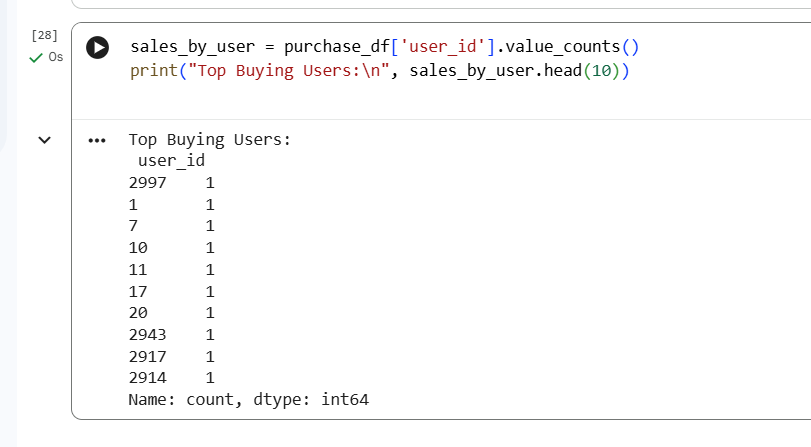 [28]
0s
sales_by_user = purchase_df['user_id'].value_counts()
print("Top Buying Users:\n", sales_by_user.head(10))
Top Buying Users:
 user_id
2997    1
1       1
7       1
10      1
11      1
17      1
20      1
2943    1
2917    1
2914    1
Name: count, dtype: int64